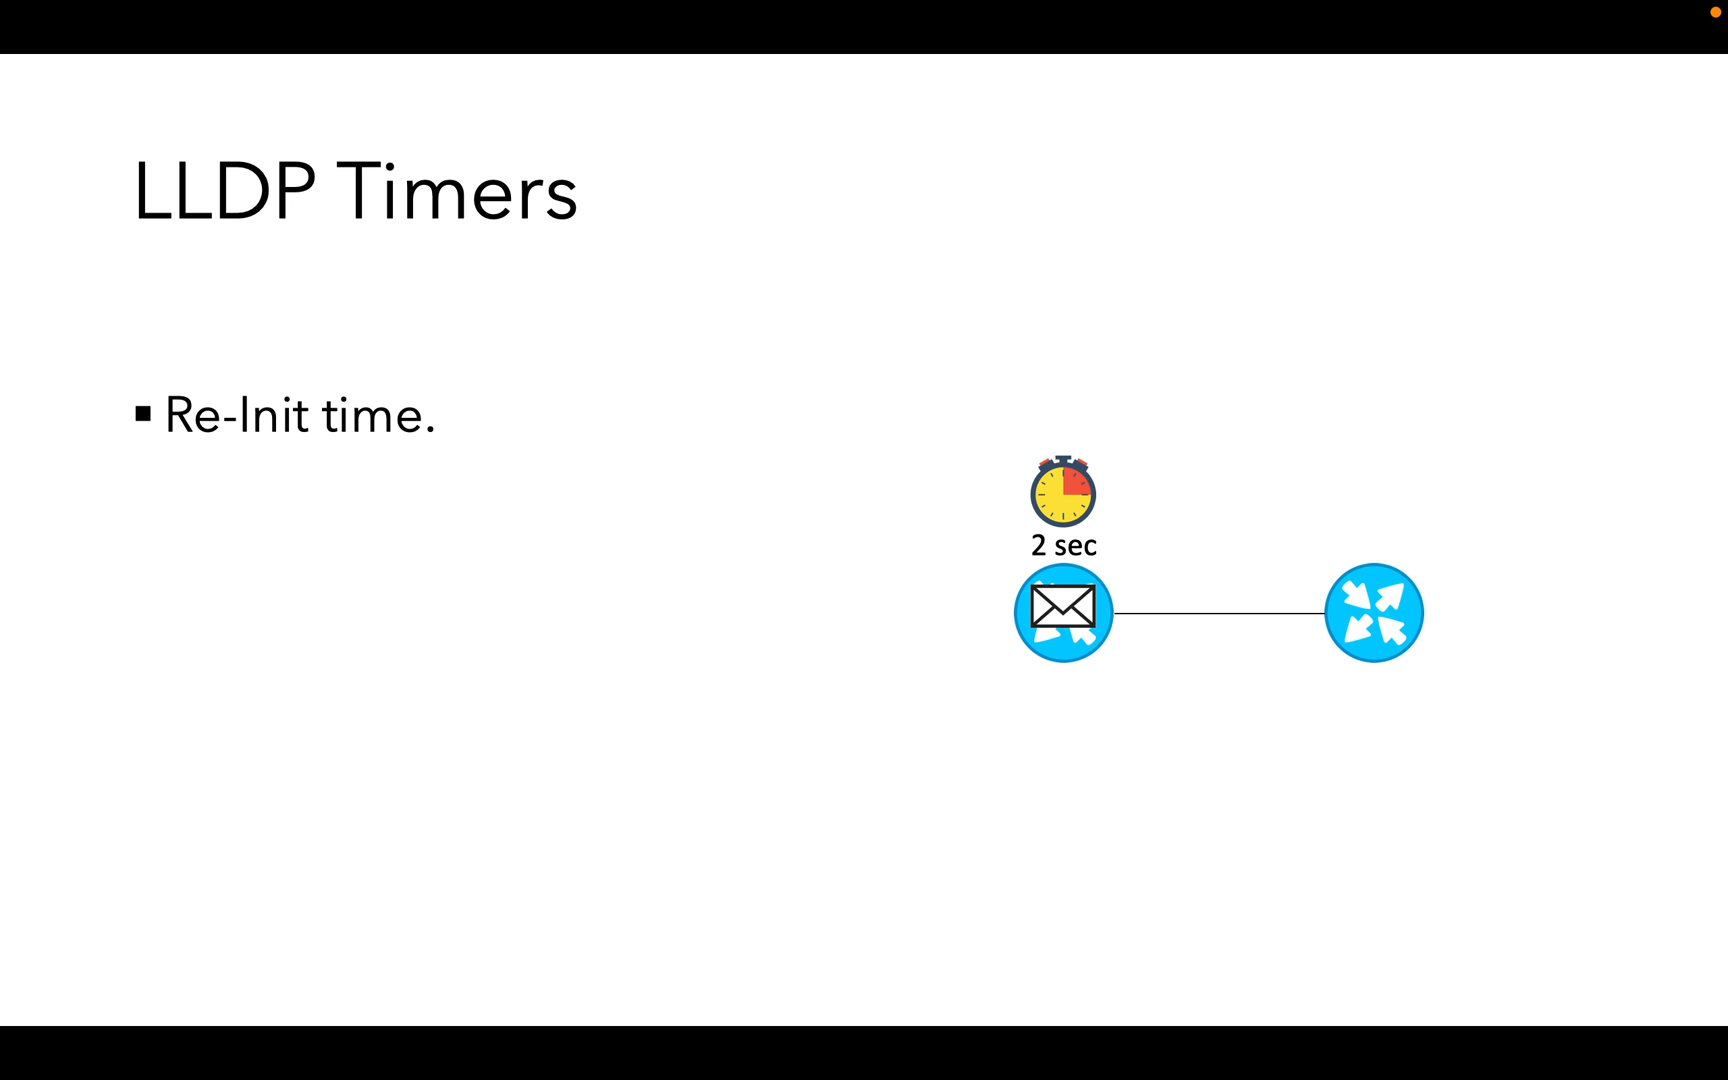 LLDP Timers
▪ Re-Init time.
2 sec